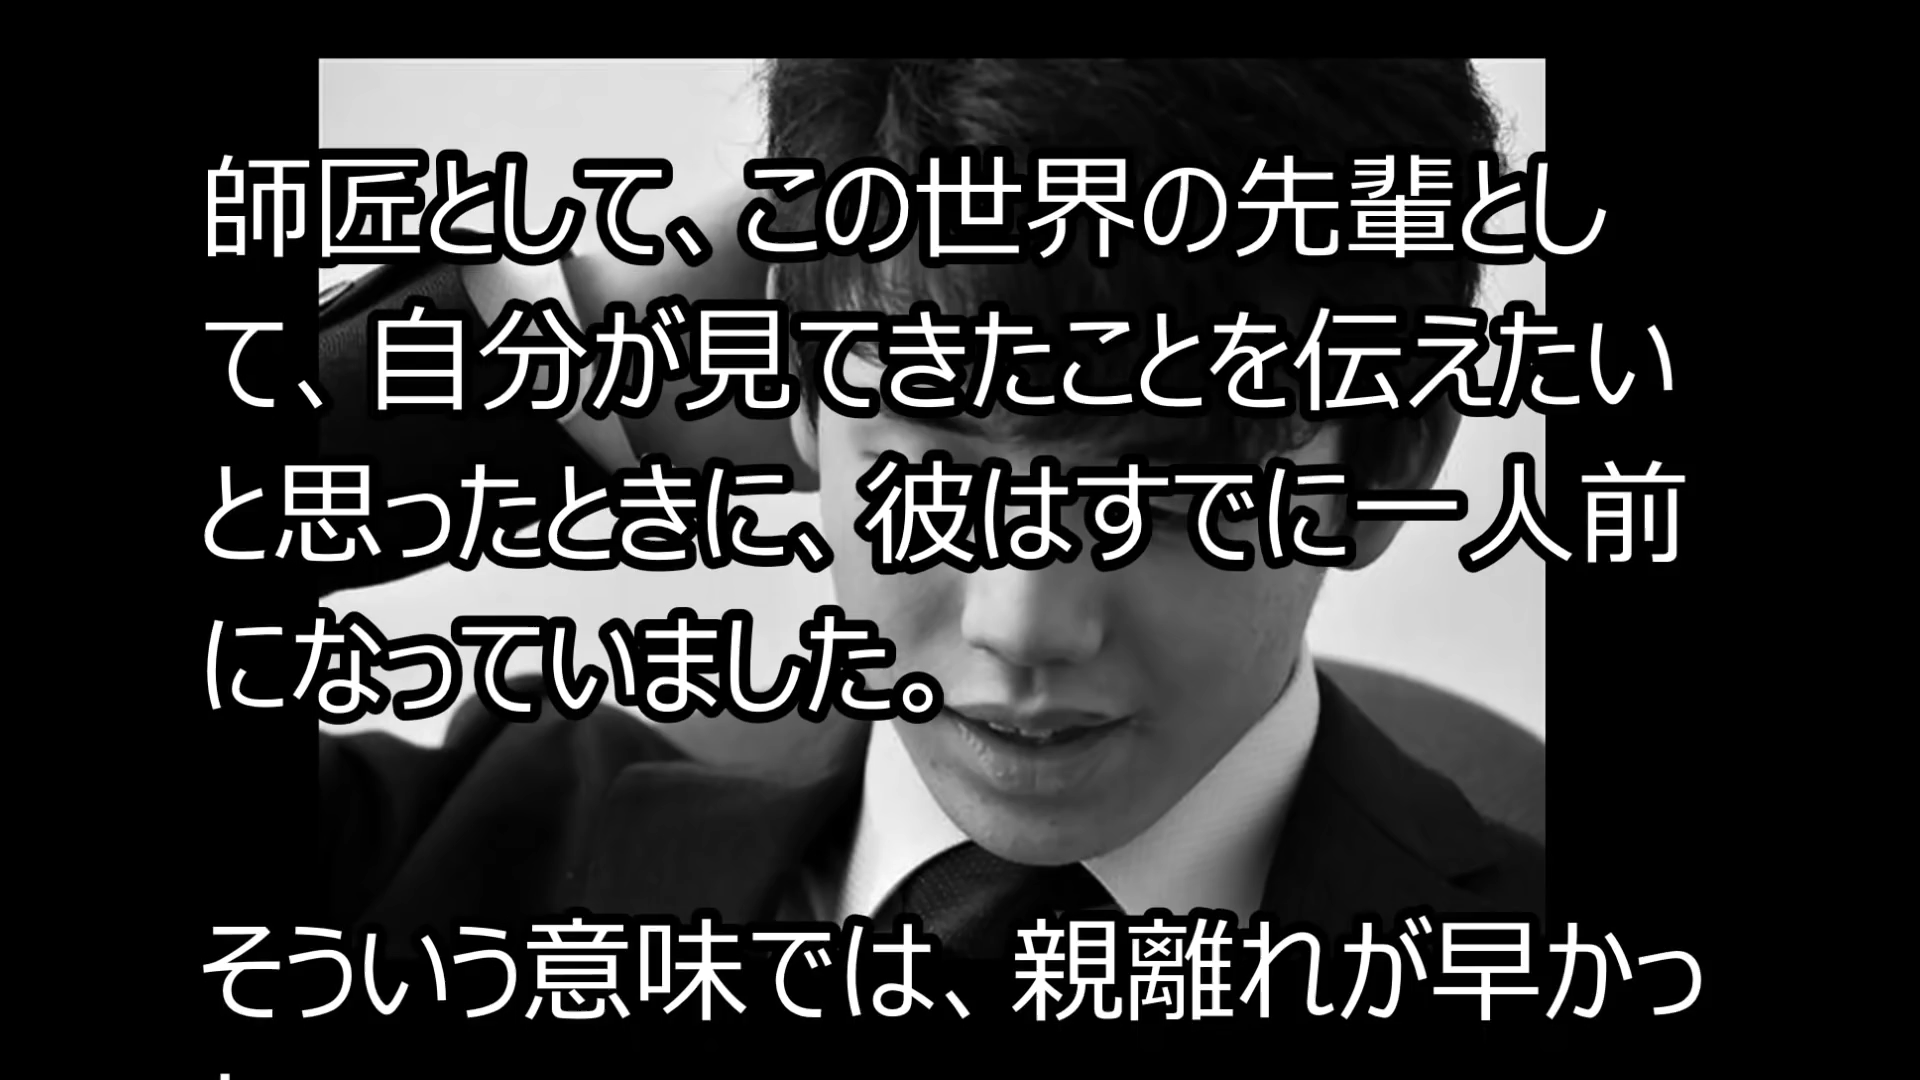 師匠として、この世界の先輩とし
て、自分が見てきたことを伝えたい
と思ったときに、彼はすでに一人前
になっていました。
そういう意味では、親離れが早かっ